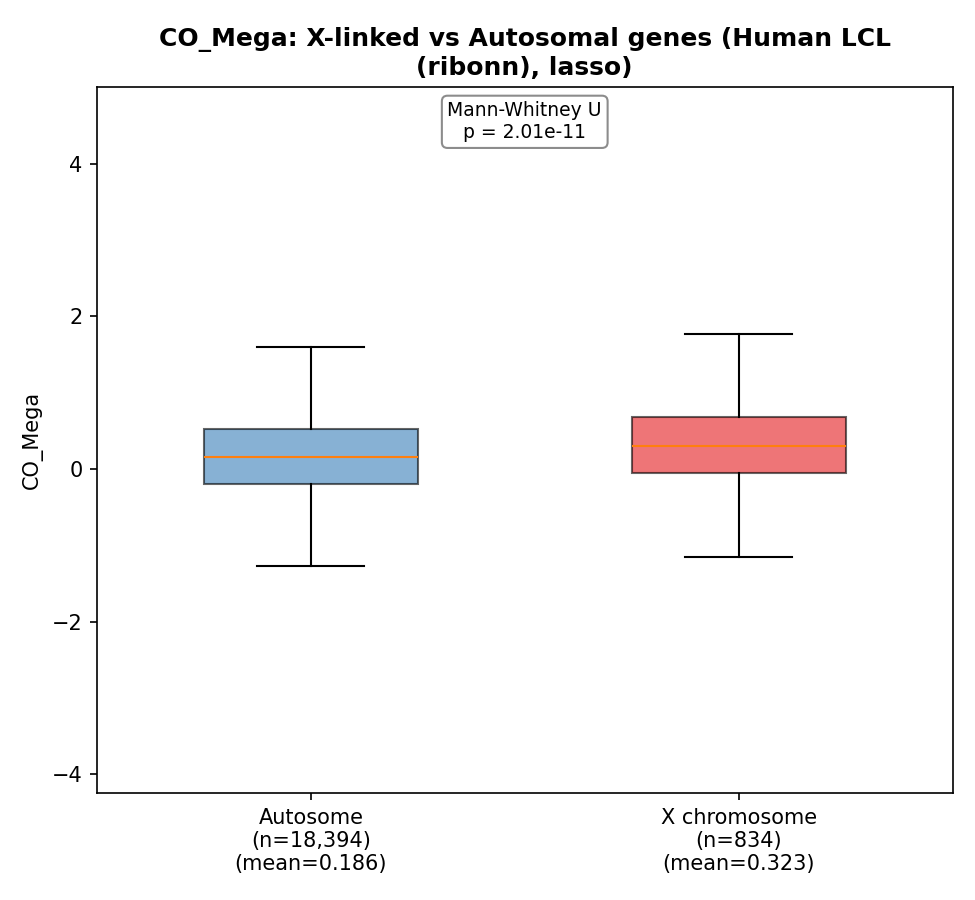 CO_Mega: X-linked vs Autosomal genes (Human LCL
(ribonn), lasso)
Mann-Whitney U
p = 2.01e-11
4
2
0
−2
−4
CO_Mega
Autosome
(n=18,394)
(mean=0.186)
X chromosome
(n=834)
(mean=0.323)